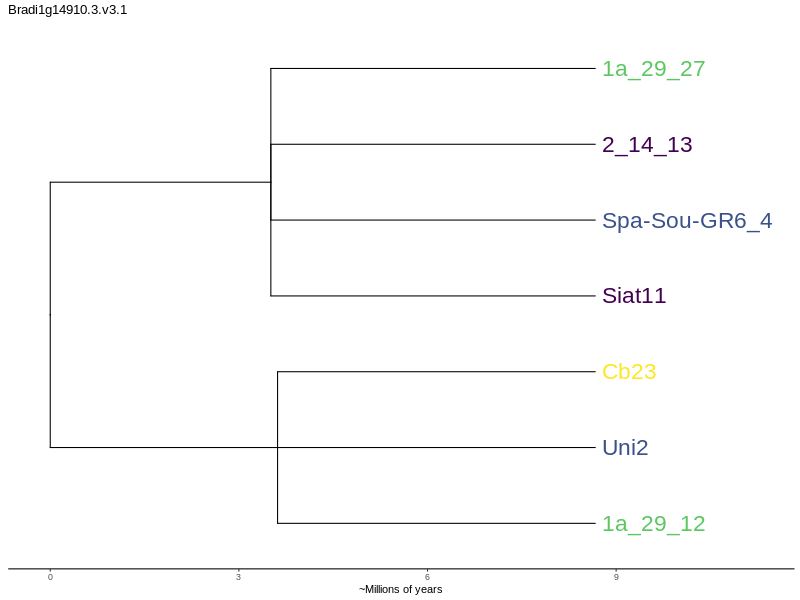 Bradi1g14910.3.v3.1
1a_29_27
2_14_13
Spa-Sou-GR6_4
Siat11
Cb23
Uni2
1a_29_12
0 3 6 9
~Millions of years